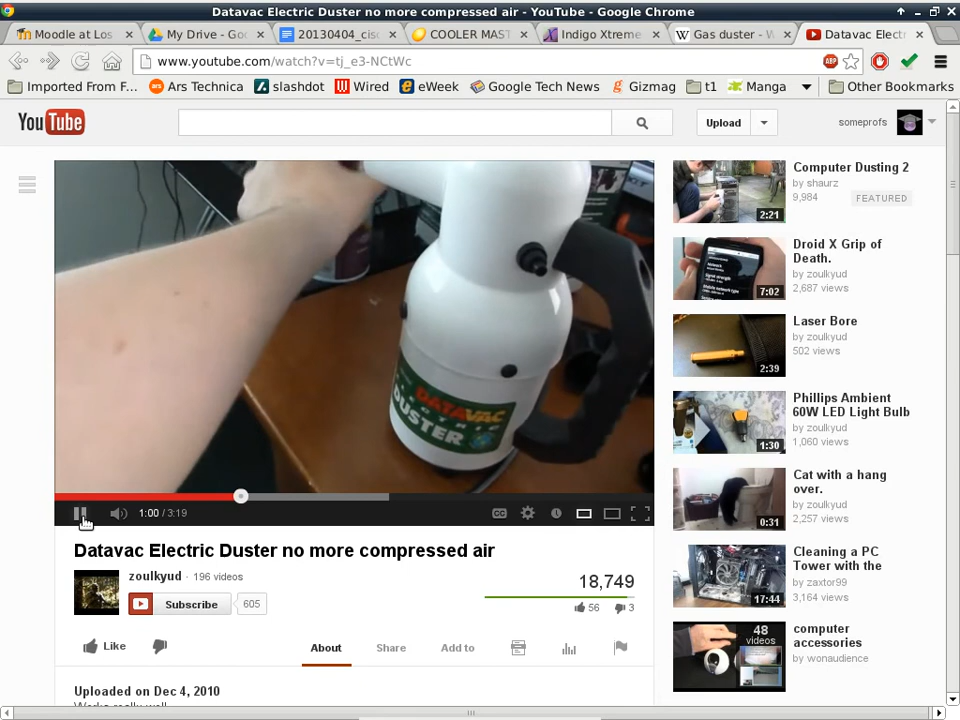 Datavac Electric Duster no more compressed air - YouTube - Google Chrome
Moodle at Los
My Drive - Go
20130404_cis
COOLER MAST
Indigo Xtreme
Gas duster - W
Datavac Elect
www.youtube.com/watch?v=tj_e3-NCtWc
Imported From F... Ars Technica slashdot Wired eWeek Google Tech News Gizmag t1 Manga Other Bookmarks
YouTube
Upload
someprofs
DATAVAC
DUSTER
1:00 / 3:19
CC
Datavac Electric Duster no more compressed air
zoulkyud · 196 videos
Subscribe 605
18,749
56 3
Like
About Share Add to
Uploaded on Dec 4, 2010
Works really well
Computer Dusting 2
by shaurz
9,984 FEATURED
2:21
Droid X Grip of
Death.
by zoulkyud
2,687 views
7:02
Laser Bore
by zoulkyud
502 views
2:39
Phillips Ambient
60W LED Light Bulb
by zoulkyud
1,060 views
1:30
Cat with a hang
over.
by zoulkyud
2,257 views
0:31
Cleaning a PC
Tower with the
by zaxtor99
3,164 views
17:44
computer
accessories
by wonaudience
48
videos